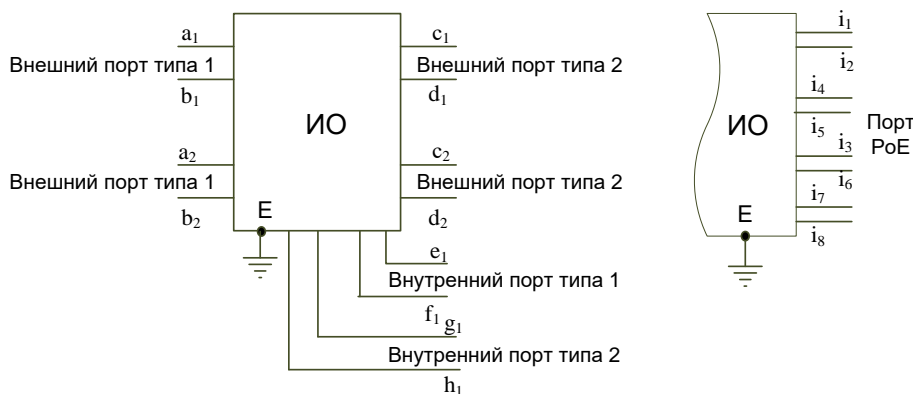 a₁
Внешний порт типа 1
b₁
a₂
Внешний порт типа 1
b₂
ИО
E
c₁
Внешний порт типа 2
d₁
c₂
Внешний порт типа 2
d₂
e₁
Внутренний порт типа 1
f₁
g₁
Внутренний порт типа 2
h₁
ИО
E
i₁
i₂
i₄
i₅
i₃
i₆
i₇
i₈
Порт
PoE